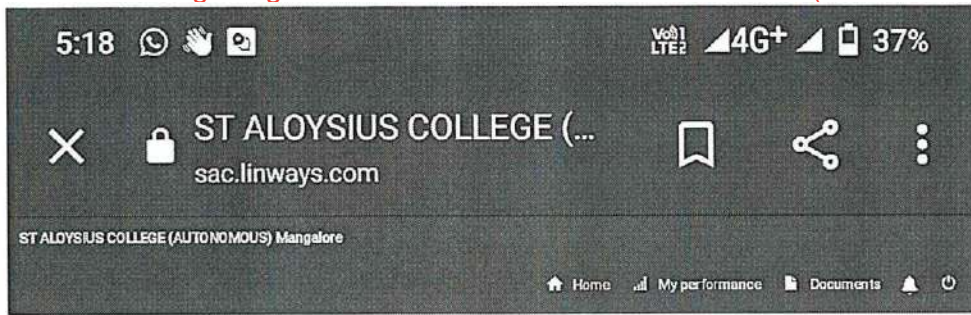 5:18 Vo))1 LTE2 4G+ 37%
ST ALOYSIUS COLLEGE (...
sac.linways.com
ST ALOYSIUS COLLEGE (AUTONOMOUS) Mangalore
Home My performance Documents